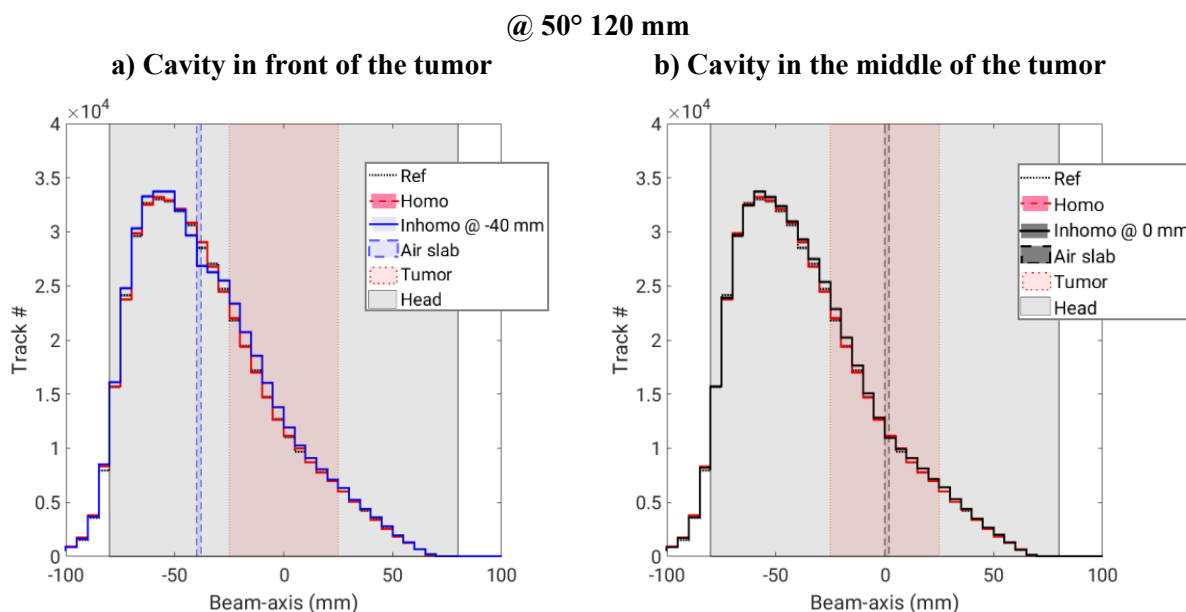 @ 50° 120 mm
a) Cavity in front of the tumor
×10⁴
4
3.5
3
2.5
2
1.5
1
0.5
0
Track #
-100
-50
0
50
100
Beam-axis (mm)
Ref
Homo
Inhomo @ -40 mm
Air slab
Tumor
Head
b) Cavity in the middle of the tumor
×10⁴
4
3.5
3
2.5
2
1.5
1
0.5
0
Track #
-100
-50
0
50
100
Beam-axis (mm)
Ref
Homo
Inhomo @ 0 mm
Air slab
Tumor
Head